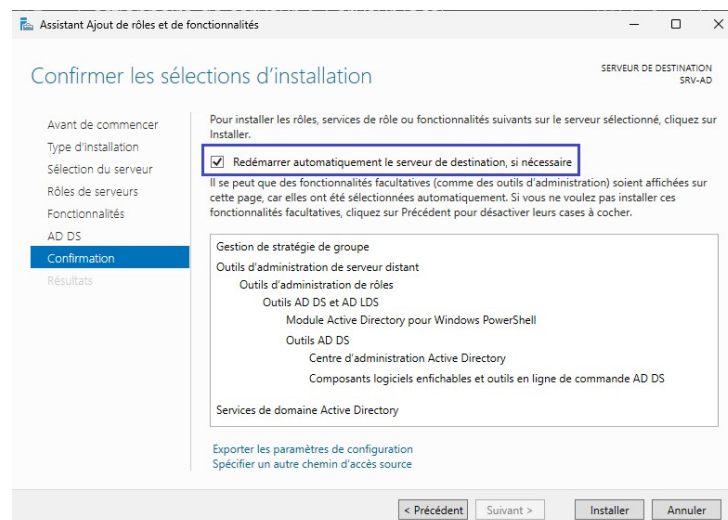 Assistant Ajout de rôles et de fonctionnalités
Confirmer les sélections d'installation
SERVEUR DE DESTINATION
SRV-AD
Avant de commencer
Type d'installation
Sélection du serveur
Rôles de serveurs
Fonctionnalités
AD DS
Confirmation
Résultats
Pour installer les rôles, services de rôle ou fonctionnalités suivants sur le serveur sélectionné, cliquez sur
Installer.
Redémarrer automatiquement le serveur de destination, si nécessaire
Il se peut que des fonctionnalités facultatives (comme des outils d'administration) soient affichées sur
cette page, car elles ont été sélectionnées automatiquement. Si vous ne voulez pas installer ces
fonctionnalités facultatives, cliquez sur Précédent pour désactiver leurs cases à cocher.
Gestion de stratégie de groupe
Outils d'administration de serveur distant
Outils d'administration de rôles
Outils AD DS et AD LDS
Module Active Directory pour Windows PowerShell
Outils AD DS
Centre d'administration Active Directory
Composants logiciels enfichables et outils en ligne de commande AD DS
Services de domaine Active Directory
Exporter les paramètres de configuration
Spécifier un autre chemin d'accès source
< Précédent
Suivant >
Installer
Annuler